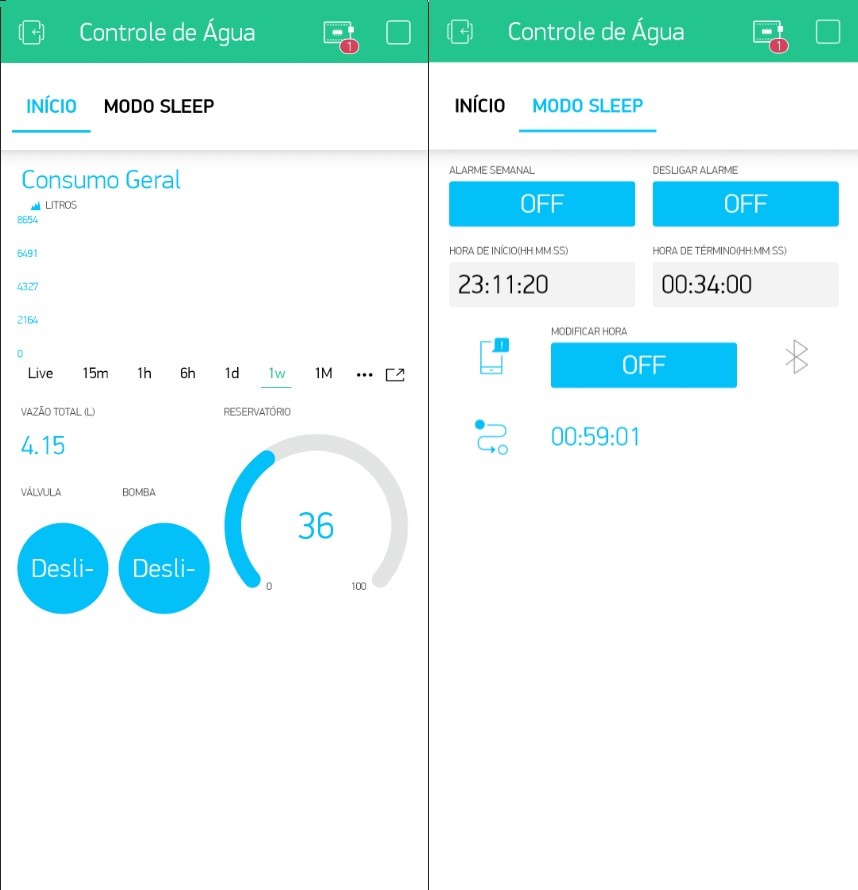 Controle de Água
1
INÍCIO
MODO SLEEP
Consumo Geral
LITROS
8654
6491
4327
2164
0
Live 15m 1h 6h 1d 1w 1M •••
VAZÃO TOTAL (L)
4.15
RESERVATÓRIO
36
0
100
VÁLVULA
BOMBA
Desli-
Desli-
Controle de Água
1
INÍCIO
MODO SLEEP
ALARME SEMANAL
OFF
DESLIGAR ALARME
OFF
HORA DE INÍCIO(HH:MM:SS)
23:11:20
HORA DE TÉRMINO(HH:MM:SS)
00:34:00
MODIFICAR HORA
OFF
00:59:01